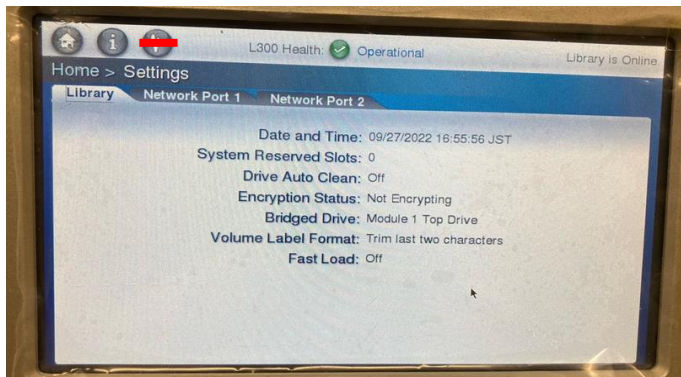 L300 Health: Operational
Library is Online
Home > Settings
Library Network Port 1 Network Port 2
Date and Time: 09/27/2022 16:55:56 JST
System Reserved Slots: 0
Drive Auto Clean: Off
Encryption Status: Not Encrypting
Bridged Drive: Module 1 Top Drive
Volume Label Format: Trim last two characters
Fast Load: Off